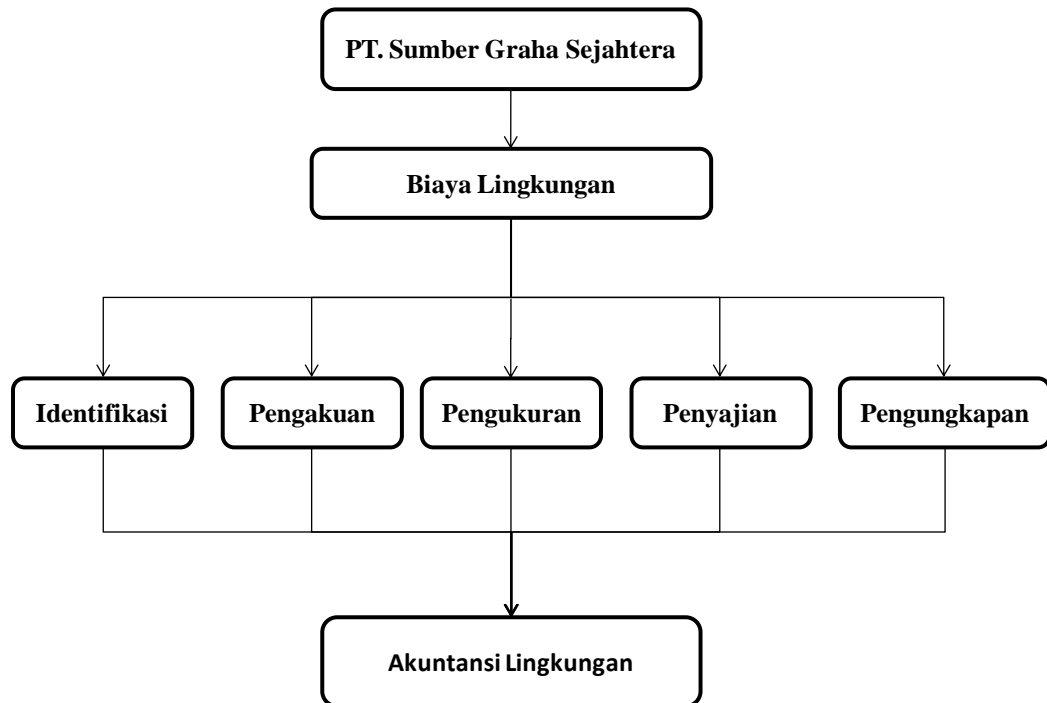 PT. Sumber Graha Sejahtera
Biaya Lingkungan
Identifikasi
Pengakuan
Pengukuran
Penyajian
Pengungkapan
Akuntansi Lingkungan